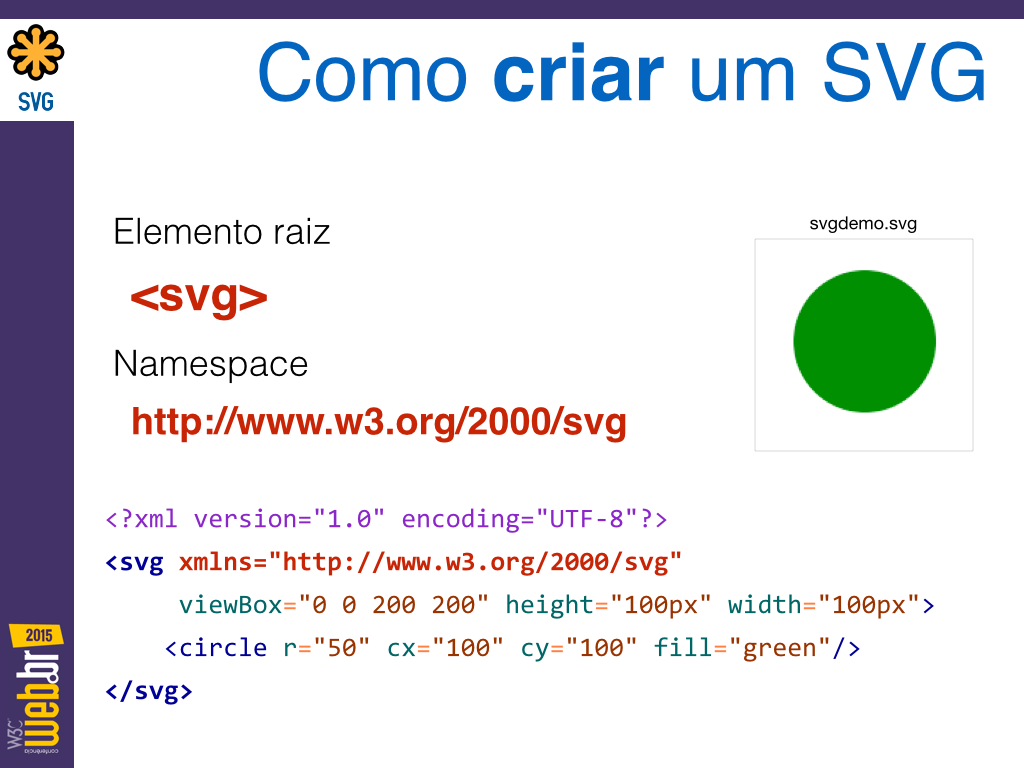 SVG
Como criar um SVG
Elemento raiz
<svg>
Namespace
http://www.w3.org/2000/svg
svgdemo.svg
<?xml version="1.0" encoding="UTF-8"?>
<svg xmlns="http://www.w3.org/2000/svg"
viewBox="0 0 200 200" height="100px" width="100px">
<circle r="50" cx="100" cy="100" fill="green"/>
</svg>
2015
W3C
conferência
web.br